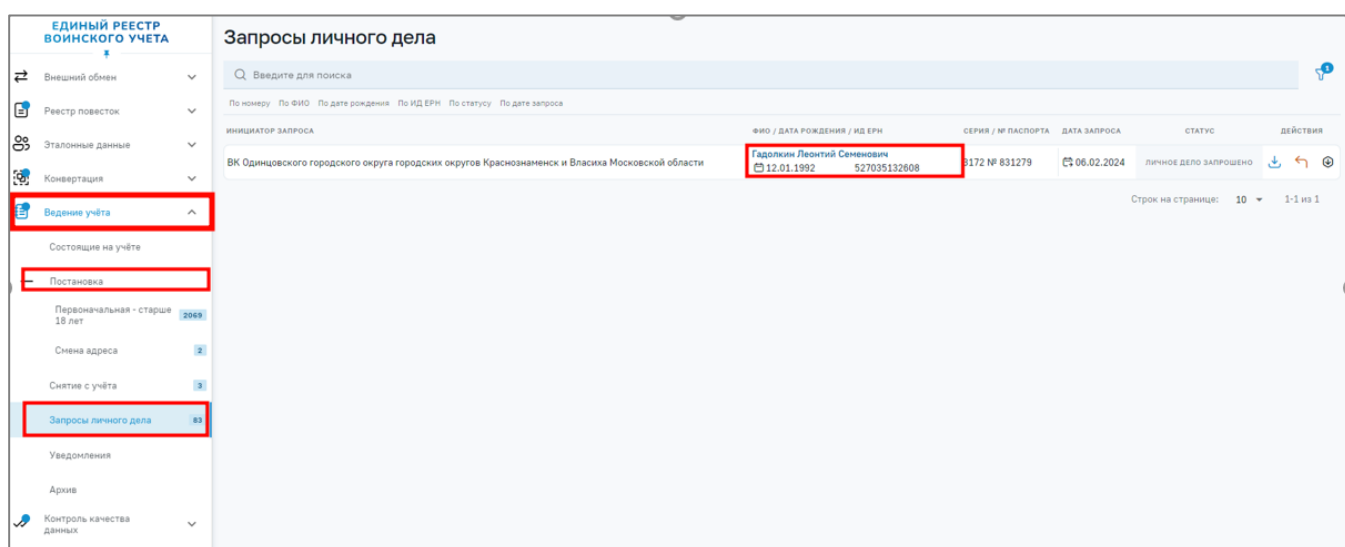 ЕДИНЫЙ РЕЕСТР
ВОИНСКОГО УЧЕТА
Внешний обмен
Реестр повесток
Эталонные данные
Конвертация
Ведение учёта
Состоящие на учёте
Постановка
Первоначальная - старше 2069
18 лет
Смена адреса 2
Снятие с учёта 3
Запросы личного дела 83
Уведомления
Архив
Контроль качества
данных
Запросы личного дела
Введите для поиска
1
По номеру По ФИО По дате рождения По ИД ЕРН По статусу По дате запроса
ИНИЦИАТОР ЗАПРОСА ФИО / ДАТА РОЖДЕНИЯ / ИД ЕРН СЕРИЯ / № ПАСПОРТА ДАТА ЗАПРОСА СТАТУС ДЕЙСТВИЯ
ВК Одинцовского городского округа городских округов Краснознаменск и Власиха Московской области
Гадолкин Леонтий Семенович
12.01.1992 527035132608
3172 № 831279 06.02.2024 ЛИЧНОЕ ДЕЛО ЗАПРОШЕНО
Строк на странице: 10 1-1 из 1